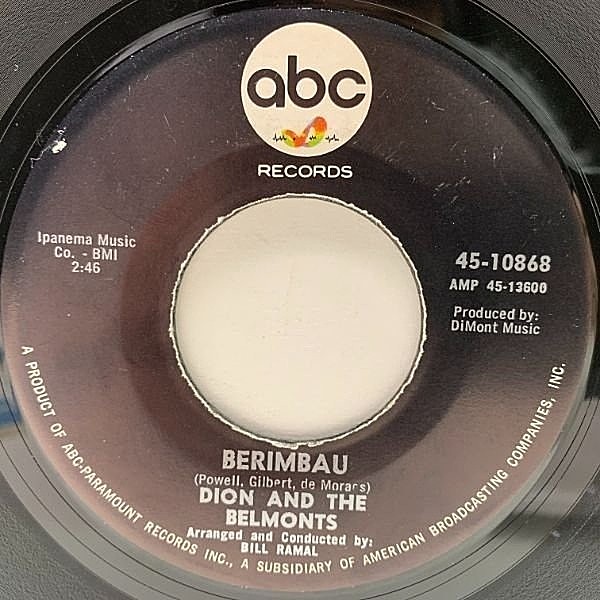 abc
RECORDS
Ipanema Music
Co. - BMI
2:46
45-10868
AMP 45-13600
Produced by:
DiMont Music
BERIMBAU
(Powell, Gilbert, de Moraes)
DION AND THE
BELMONTS
Arranged and Conducted by:
BILL RAMAL
A PRODUCT OF ABC-PARAMOUNT RECORDS INC., A SUBSIDIARY OF AMERICAN BROADCASTING COMPANIES, INC.